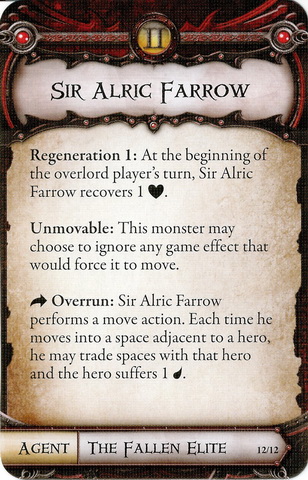 II
Sir Alric Farrow
Regeneration 1: At the beginning of
the overlord player's turn, Sir Alric
Farrow recovers 1 ♥.
Unmovable: This monster may
choose to ignore any game effect that
would force it to move.
Overrun: Sir Alric Farrow
performs a move action. Each time he
moves into a space adjacent to a hero,
he may trade spaces with that hero
and the hero suffers 1 .
Agent The Fallen Elite 12/12